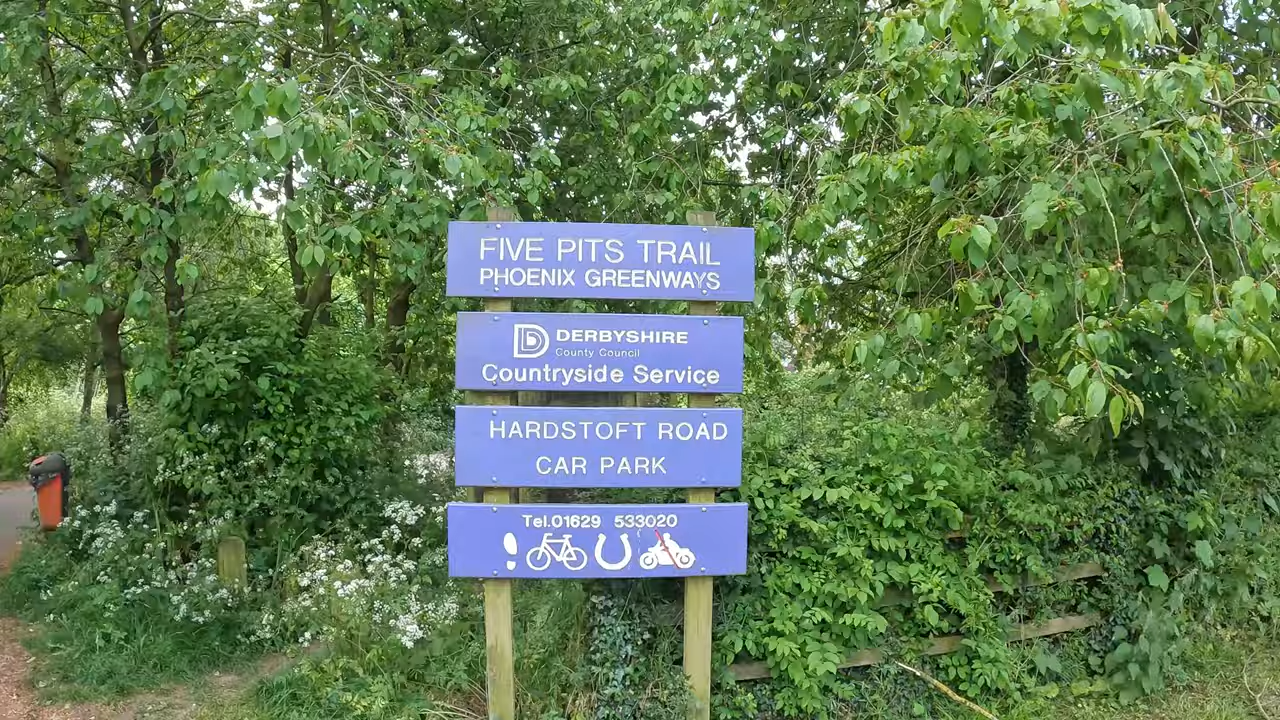 FIVE PITS TRAIL
PHOENIX GREENWAYS
DERBYSHIRE
County Council
Countryside Service
HARDSTOFT ROAD
CAR PARK
Tel.01629 533020